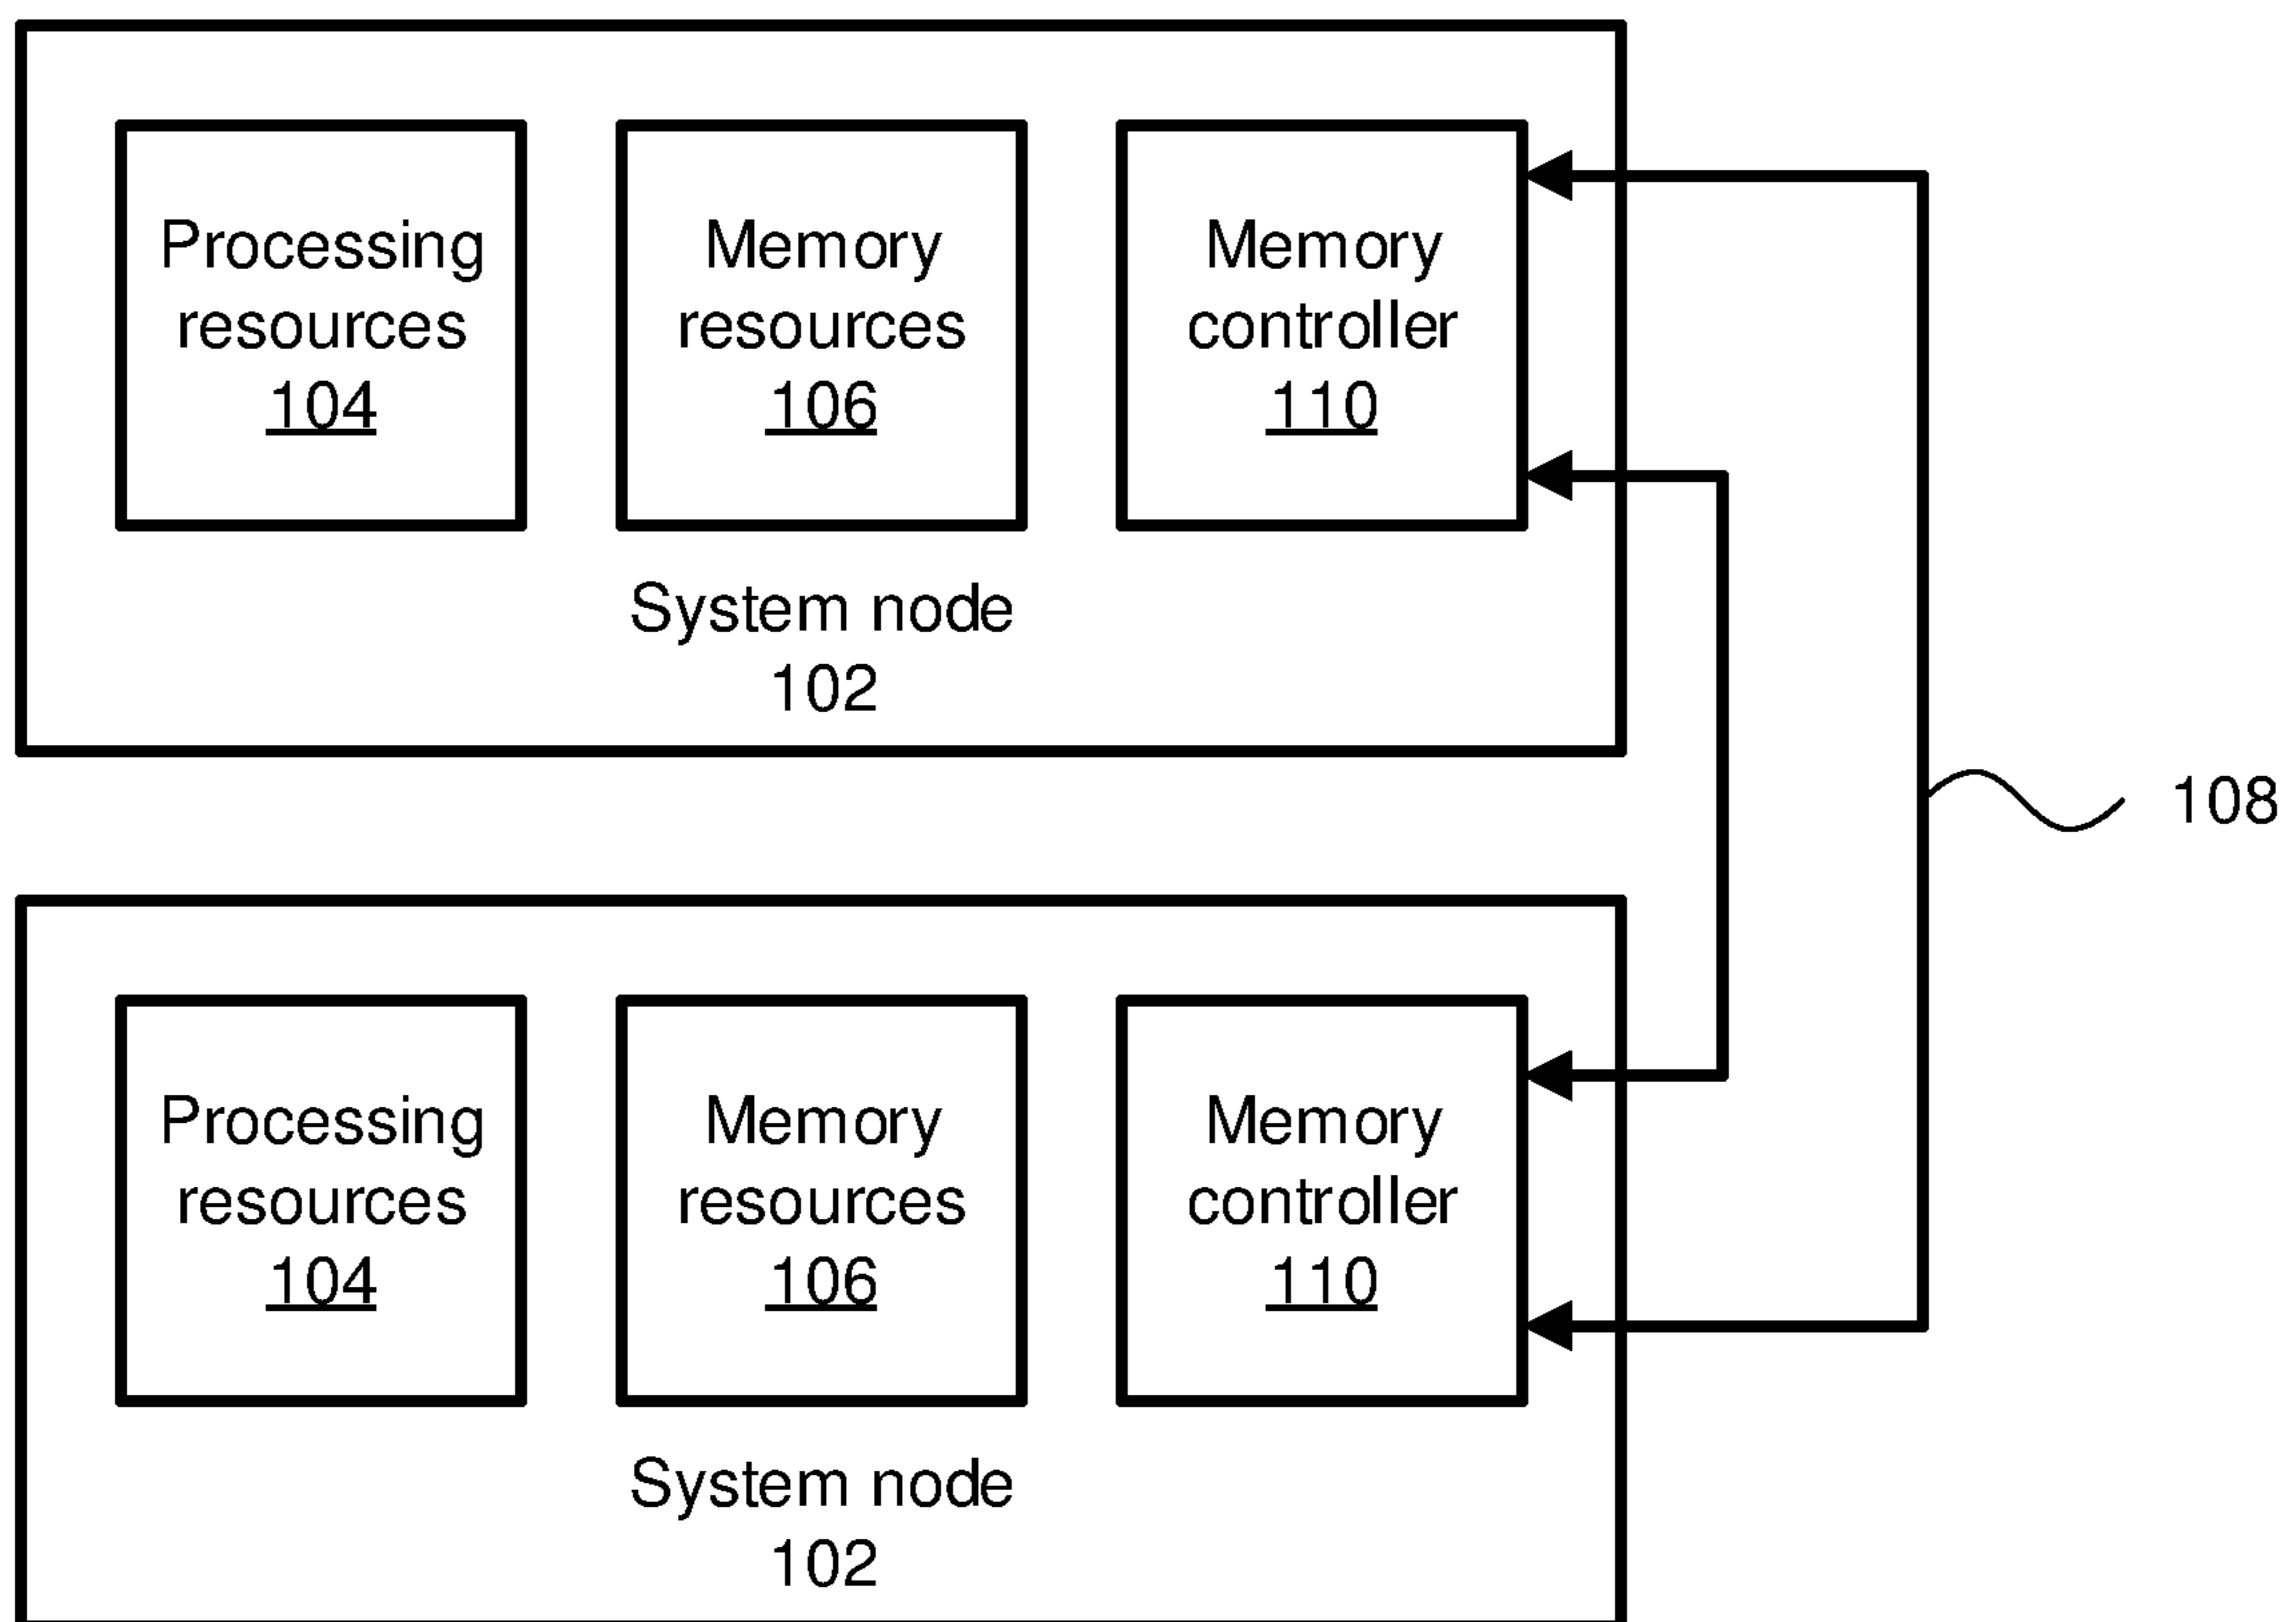 Processing
resources
104
Memory
resources
106
Memory
controller
110
System node
102
108
Processing
resources
104
Memory
resources
106
Memory
controller
110
System node
102